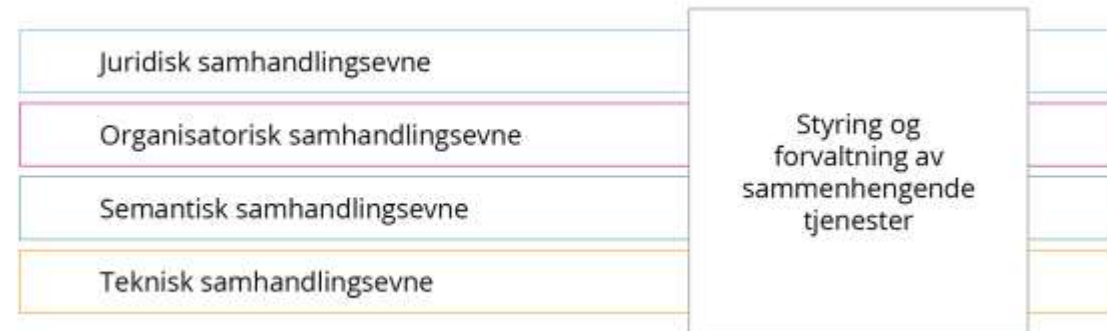 Juridisk samhandlingsevne
Organisatorisk samhandlingsevne
Semantisk samhandlingsevne
Teknisk samhandlingsevne
Styring og
forvaltning av
sammenhengende
tjenester